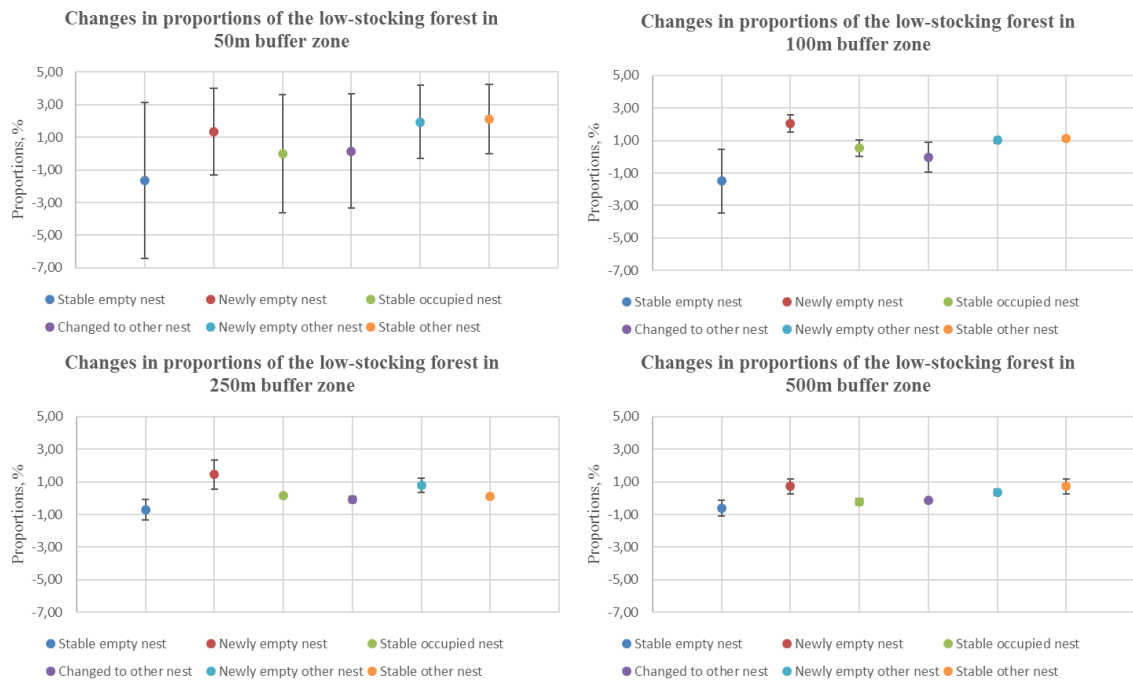 Changes in proportions of the low-stocking forest in
50m buffer zone
Proportions, %
5,00
3,00
1,00
-1,00
-3,00
-5,00
-7,00
Stable empty nest
Newly empty nest
Stable occupied nest
Changed to other nest
Newly empty other nest
Stable other nest
Changes in proportions of the low-stocking forest in
100m buffer zone
Proportions, %
5,00
3,00
1,00
-1,00
-3,00
-5,00
-7,00
Stable empty nest
Newly empty nest
Stable occupied nest
Changed to other nest
Newly empty other nest
Stable other nest
Changes in proportions of the low-stocking forest in
250m buffer zone
Proportions, %
5,00
3,00
1,00
-1,00
-3,00
-5,00
-7,00
Stable empty nest
Newly empty nest
Stable occupied nest
Changed to other nest
Newly empty other nest
Stable other nest
Changes in proportions of the low-stocking forest in
500m buffer zone
Proportions, %
5,00
3,00
1,00
-1,00
-3,00
-5,00
-7,00
Stable empty nest
Newly empty nest
Stable occupied nest
Changed to other nest
Newly empty other nest
Stable other nest